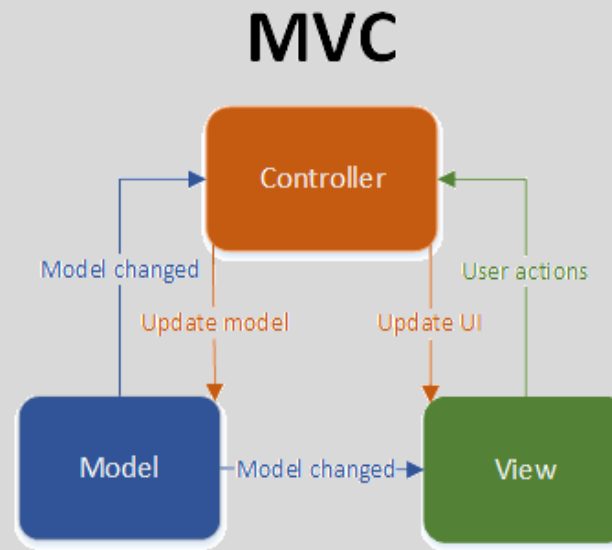 MVC
Controller
Model changed
User actions
Update model
Update UI
Model
Model changed
View